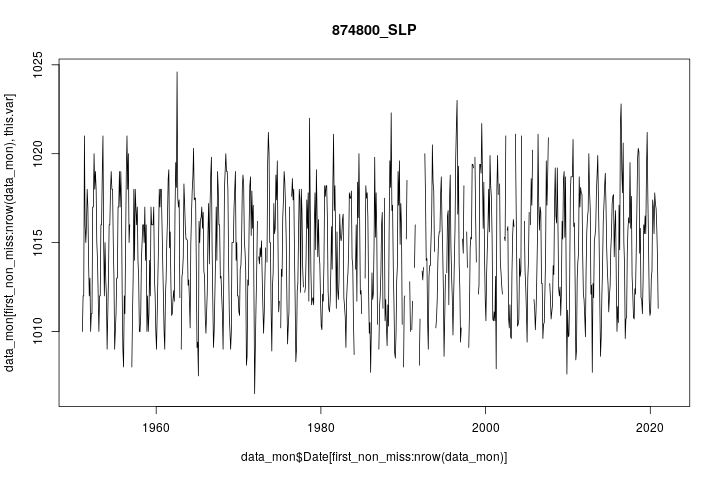 874800_SLP
data_mon[first_non_miss:nrow(data_mon), this.var]
1025
1020
1015
1010
1960
1980
2000
2020
data_mon$Date[first_non_miss:nrow(data_mon)]